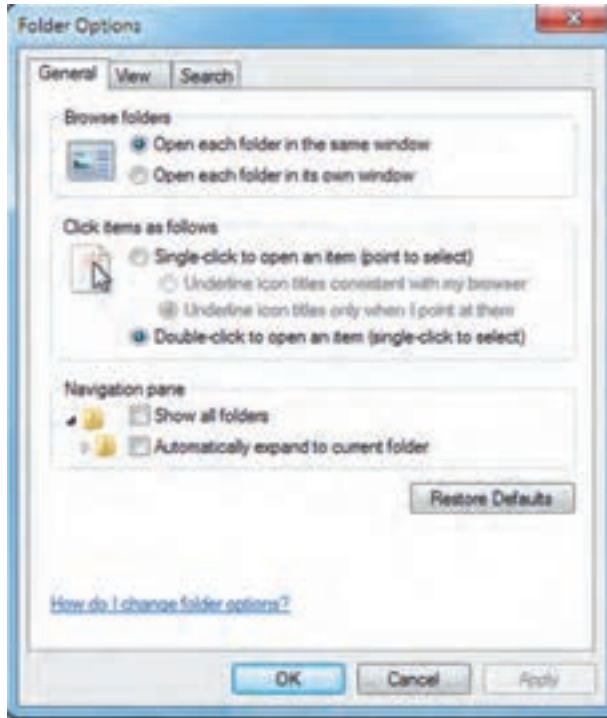 Folder Options
General View Search
Browse folders
Open each folder in the same window
Open each folder in its own window
Click items as follows
Single-click to open an item (point to select)
Underline icon titles consistent with my browser
Underline icon titles only when I point at them
Double-click to open an item (single-click to select)
Navigation pane
Show all folders
Automatically expand to current folder
Restore Defaults
How do I change folder options?
OK Cancel Apply